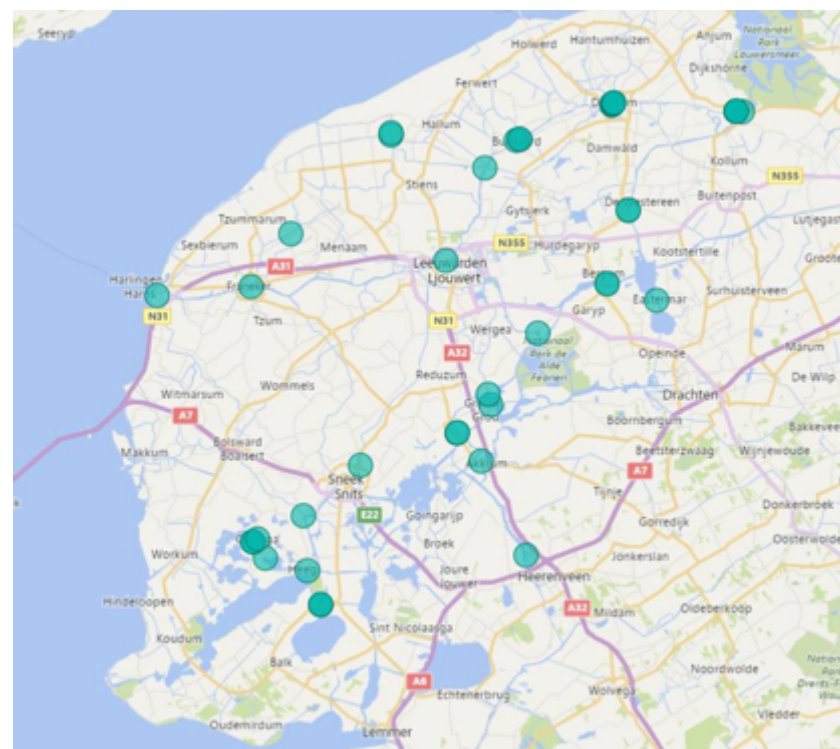 Seeryp
Holwerd
Hantumhuizen
Anjum
Nationaal
Park
Lauwersmeer
Dijkshorne
Ferwert
Hallum
Damwâld
Kollum
N355
Stiens
Buitenpost
Gytsjerk
Tzummarum
Lutjegast
Sexbierum
Menaam
N355
Hurdegaryp
Kootstertille
Leeuwarden
Ljouwert
A31
Harlingen
Franeker
Garyp
Eastermar
Surhuisterveen
N31
Tzum
N31
Wergea
Nationaal
Park de
Alde
Feanen
A32
Opeinde
Marum
Reduzum
De Wilp
Witmarsum
Wommels
Drachten
A7
Boornbergum
Bakkeveen
Makkum
Bolsward
Boalsert
Beetsterzwaag
Wijnjewoude
A7
Sneek
Snits
Tijnje
Donkerbroek
E22
Goingarijp
Gorredijk
Oosterwolde
Workum
Broek
Jonkerslan
Joure
Jouwer
Heerenveen
Hindeloopen
A32
Mildam
Oldeberkoop
Koudum
Sint Nicolaasga
Balk
Noordwolde
A6
Echtenerbrug
Wolvega
Oudemirdum
Vledder
Lemmer